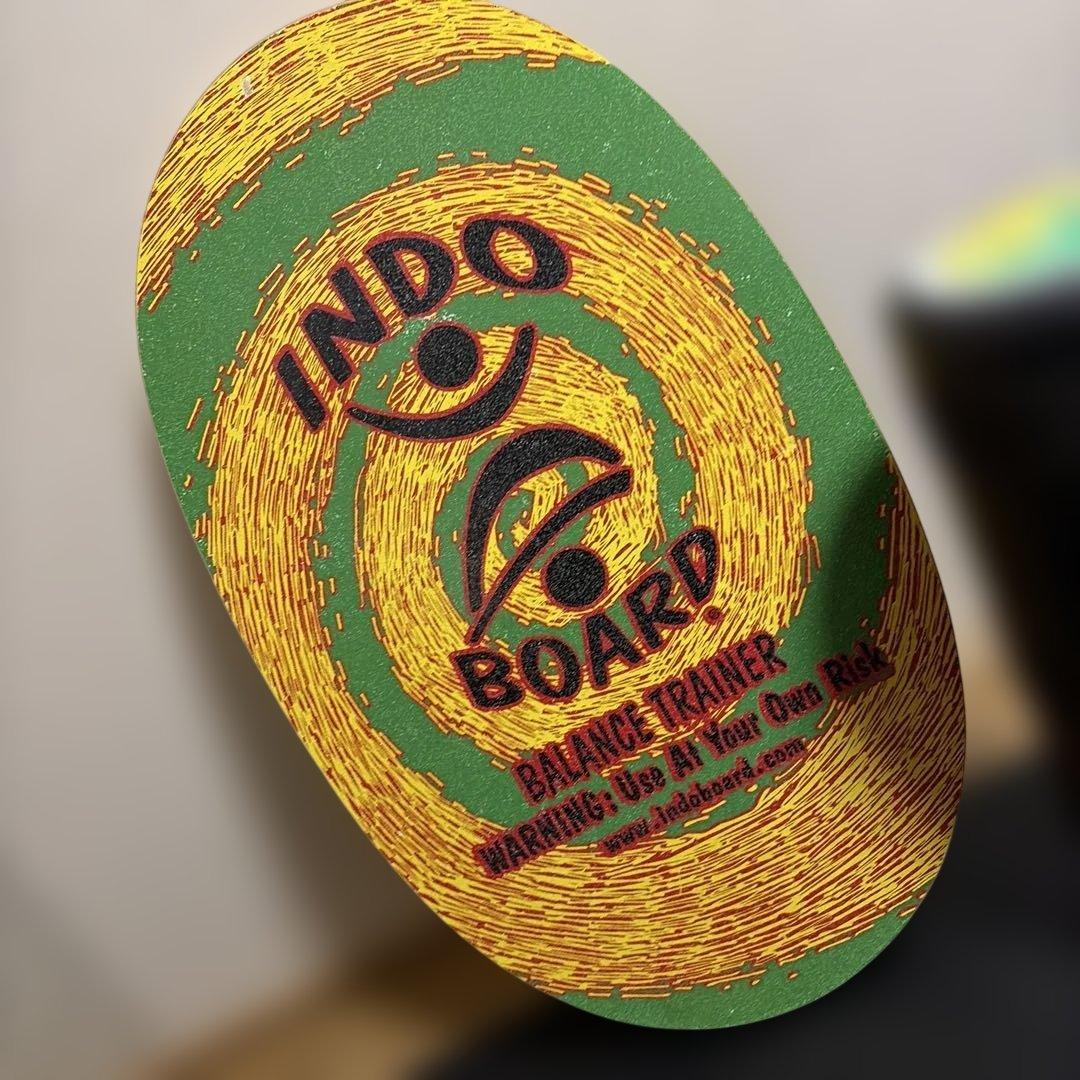 INDO
BOARD
BALANCE TRAINER
WARNING: Use At Your Own Risk
www.indoboard.com